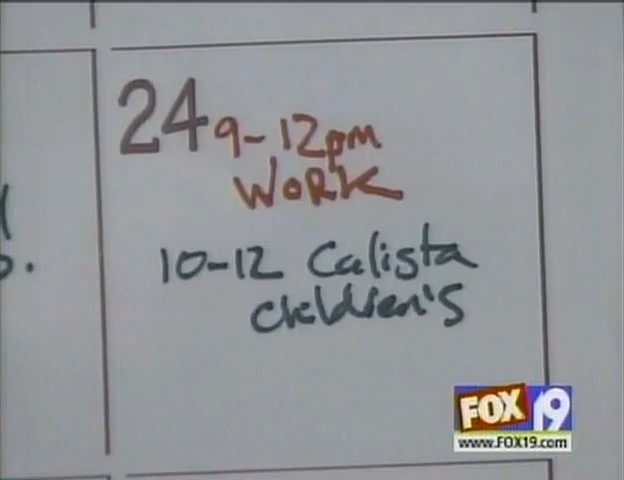 24 9-12pm
WORK
10-12 Calista
Children's
FOX 19
www.FOX19.com